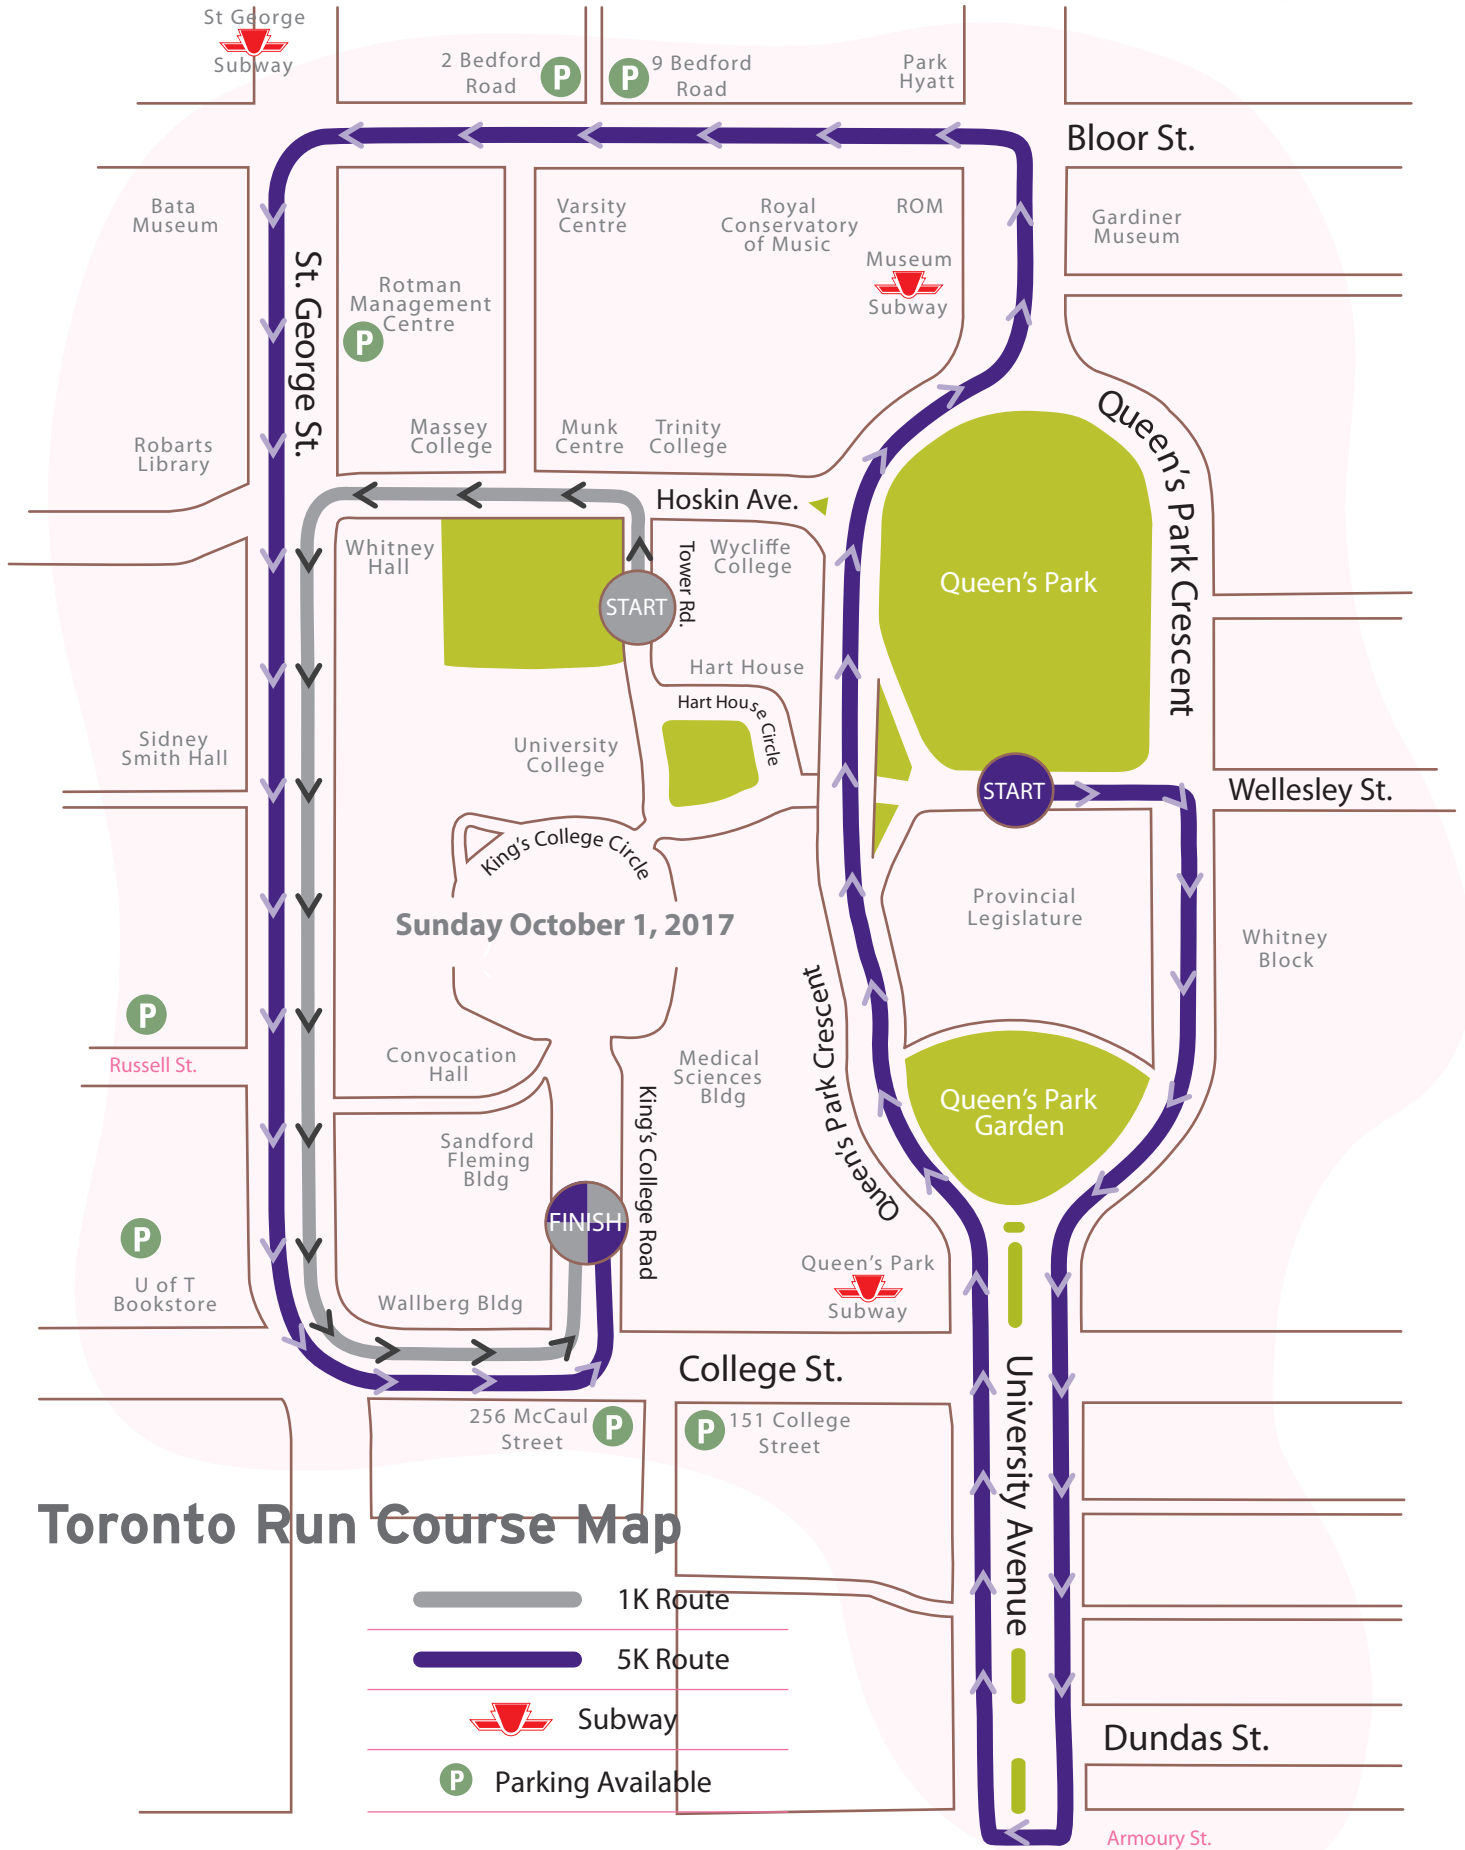 St George
Subway
2 Bedford
Road
P
P
9 Bedford
Road
Park
Hyatt
Bloor St.
Bata
Museum
Varsity
Centre
Royal
Conservatory
of Music
ROM
Museum
Subway
Gardiner
Museum
St. George St.
Rotman
Management
Centre
P
Robarts
Library
Massey
College
Munk
Centre
Trinity
College
Queen's Park Crescent
Hoskin Ave.
Whitney
Hall
START
Tower Rd.
Wycliffe
College
Queen's Park
Hart House
Hart House Circle
Sidney
Smith Hall
University
College
START
Wellesley St.
King's College Circle
Sunday October 1, 2017
Provincial
Legislature
Whitney
Block
P
Russell St.
Convocation
Hall
Medical
Sciences
Bldg
Queen's Park Crescent
Queen's Park
Garden
Sandford
Fleming
Bldg
King's College Road
FINISH
P
U of T
Bookstore
Wallberg Bldg
Queen's Park
Subway
College St.
256 McCaul
Street
P
P
151 College
Street
University Avenue
Toronto Run Course Map
1K Route
5K Route
Subway
P
Parking Available
Dundas St.
Armoury St.